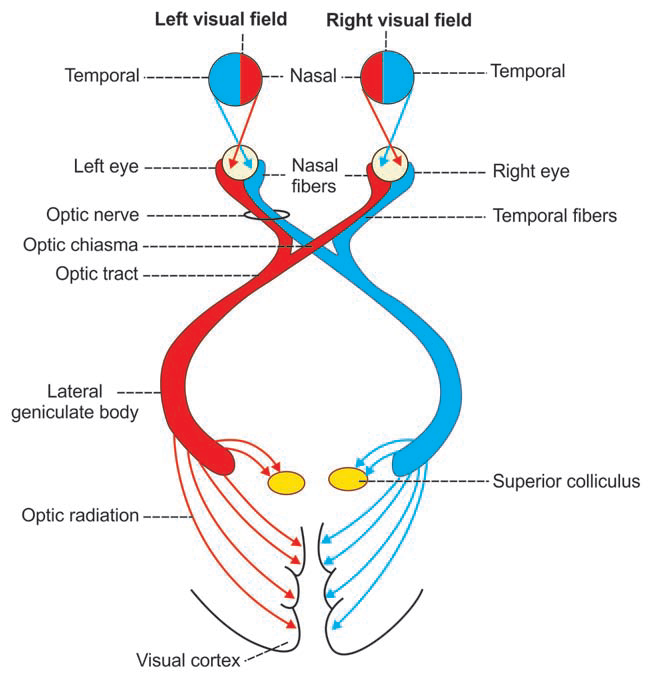 Left visual field
Right visual field
Temporal
Nasal
Temporal
Left eye
Nasal
fibers
Right eye
Optic nerve
Temporal fibers
Optic chiasma
Optic tract
Lateral
geniculate body
Superior colliculus
Optic radiation
Visual cortex